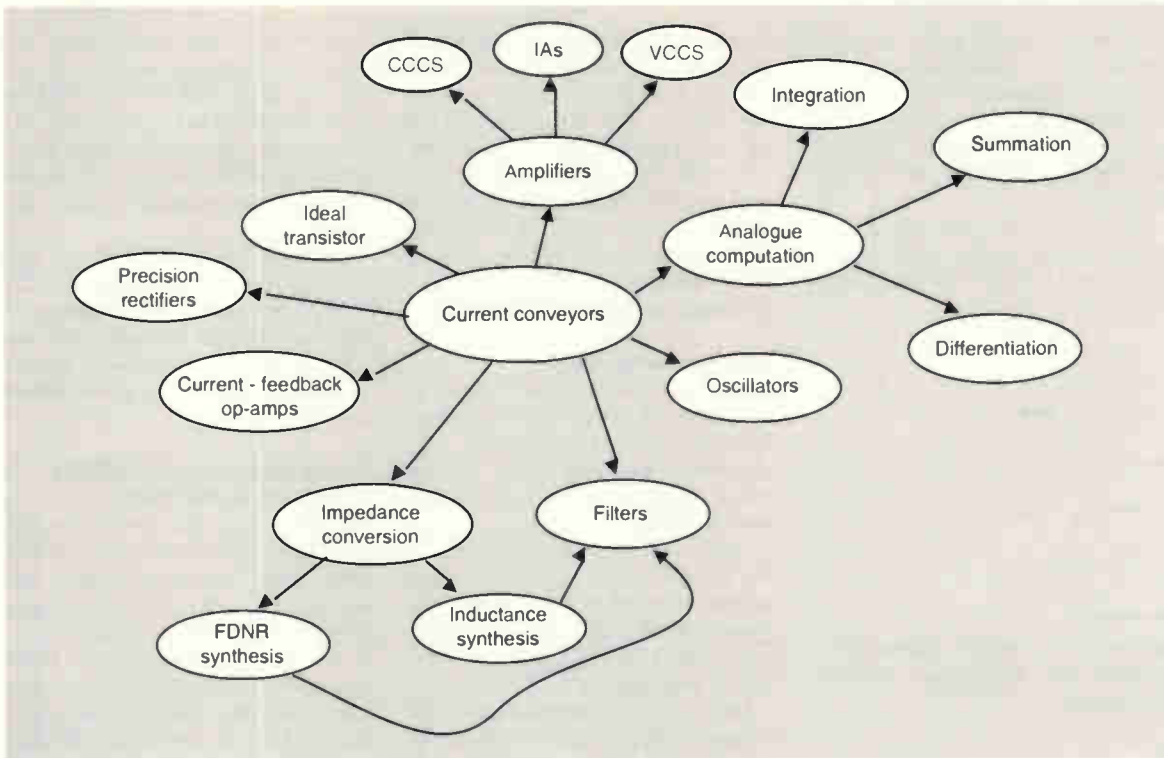 CCCS
IAs
VCCS
Integration
Amplifiers
Summation
Ideal
transistor
Analogue
computation
Precision
rectifiers
Current conveyors
Differentiation
Current - feedback
op-amps
Oscillators
Impedance
conversion
Filters
FDNR
synthesis
Inductance
synthesis